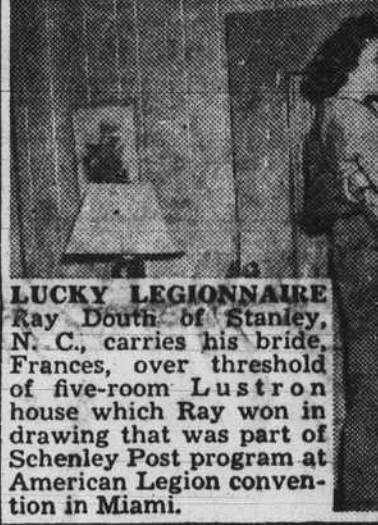 LUCKY LEGIONNAIRE
Ray Douth of Stanley,
N. C., carries his bride,
Frances, over threshold
of five-room Lustron
house which Ray won in
drawing that was part of
Schenley Post program at
American Legion conven-
tion in Miami.